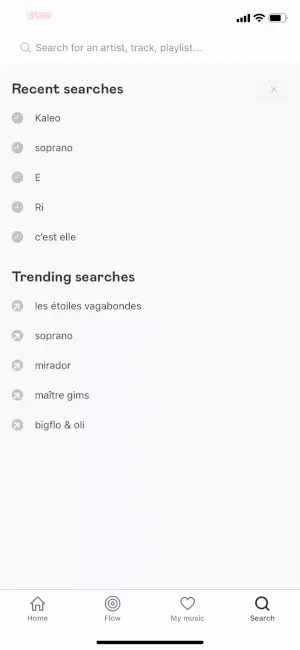 Search for an artist, track, playlist...
Recent searches
Kaleo
soprano
E
Ri
c'est elle
Trending searches
les étoiles vagabondes
soprano
mirador
maître gims
bigflo & oli
Home
Flow
My music
Search